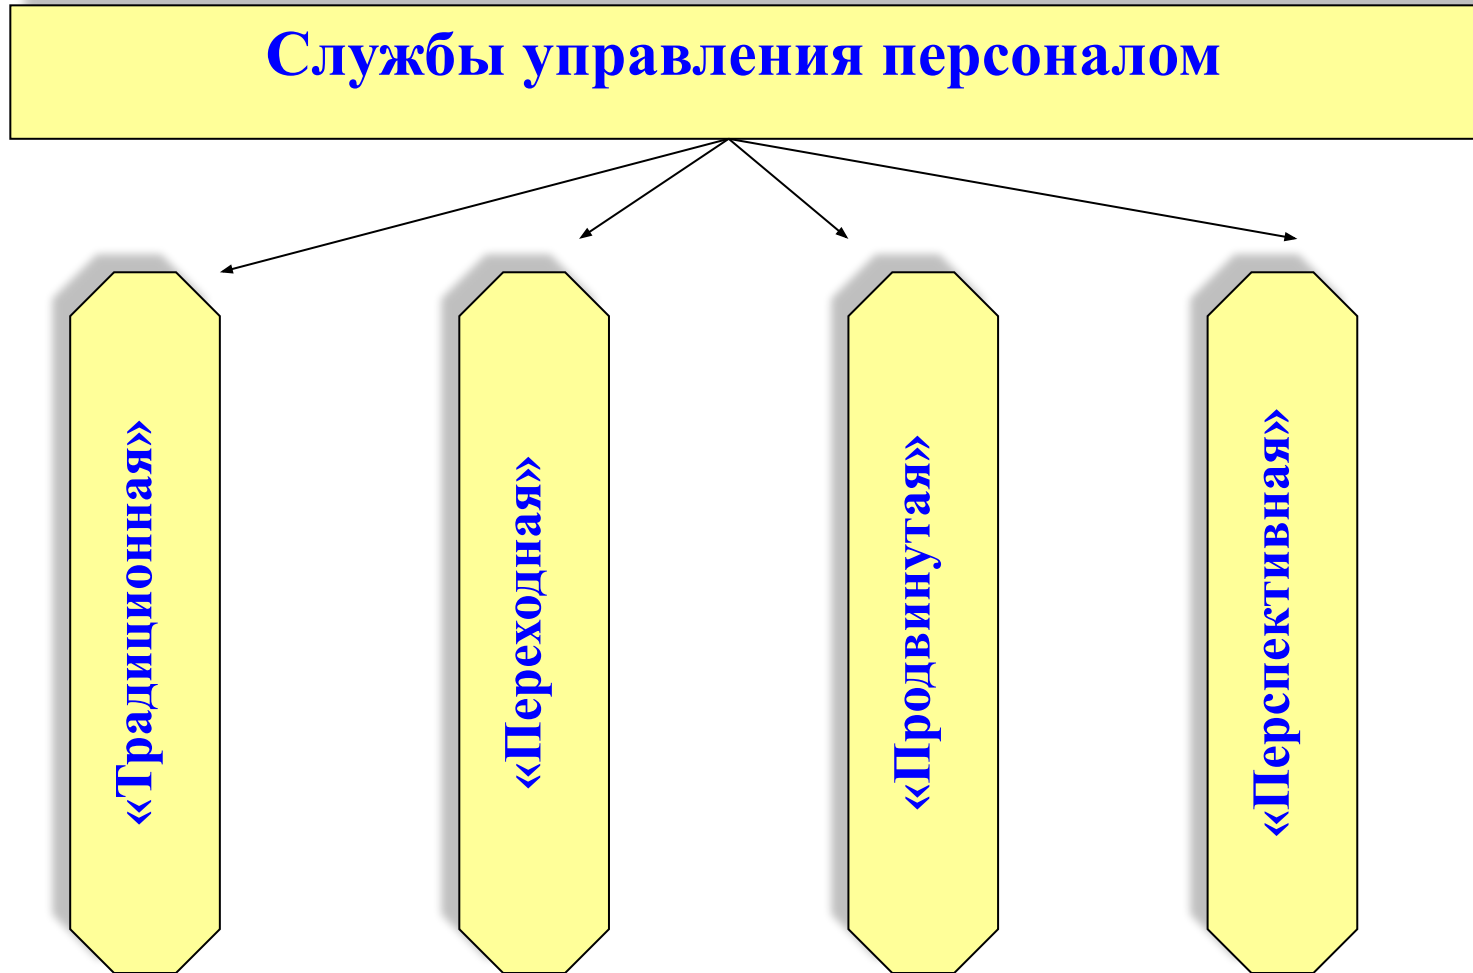 Службы управления персоналом
«Традиционная»
«Переходная»
«Продвинутая»
«Перспективная»